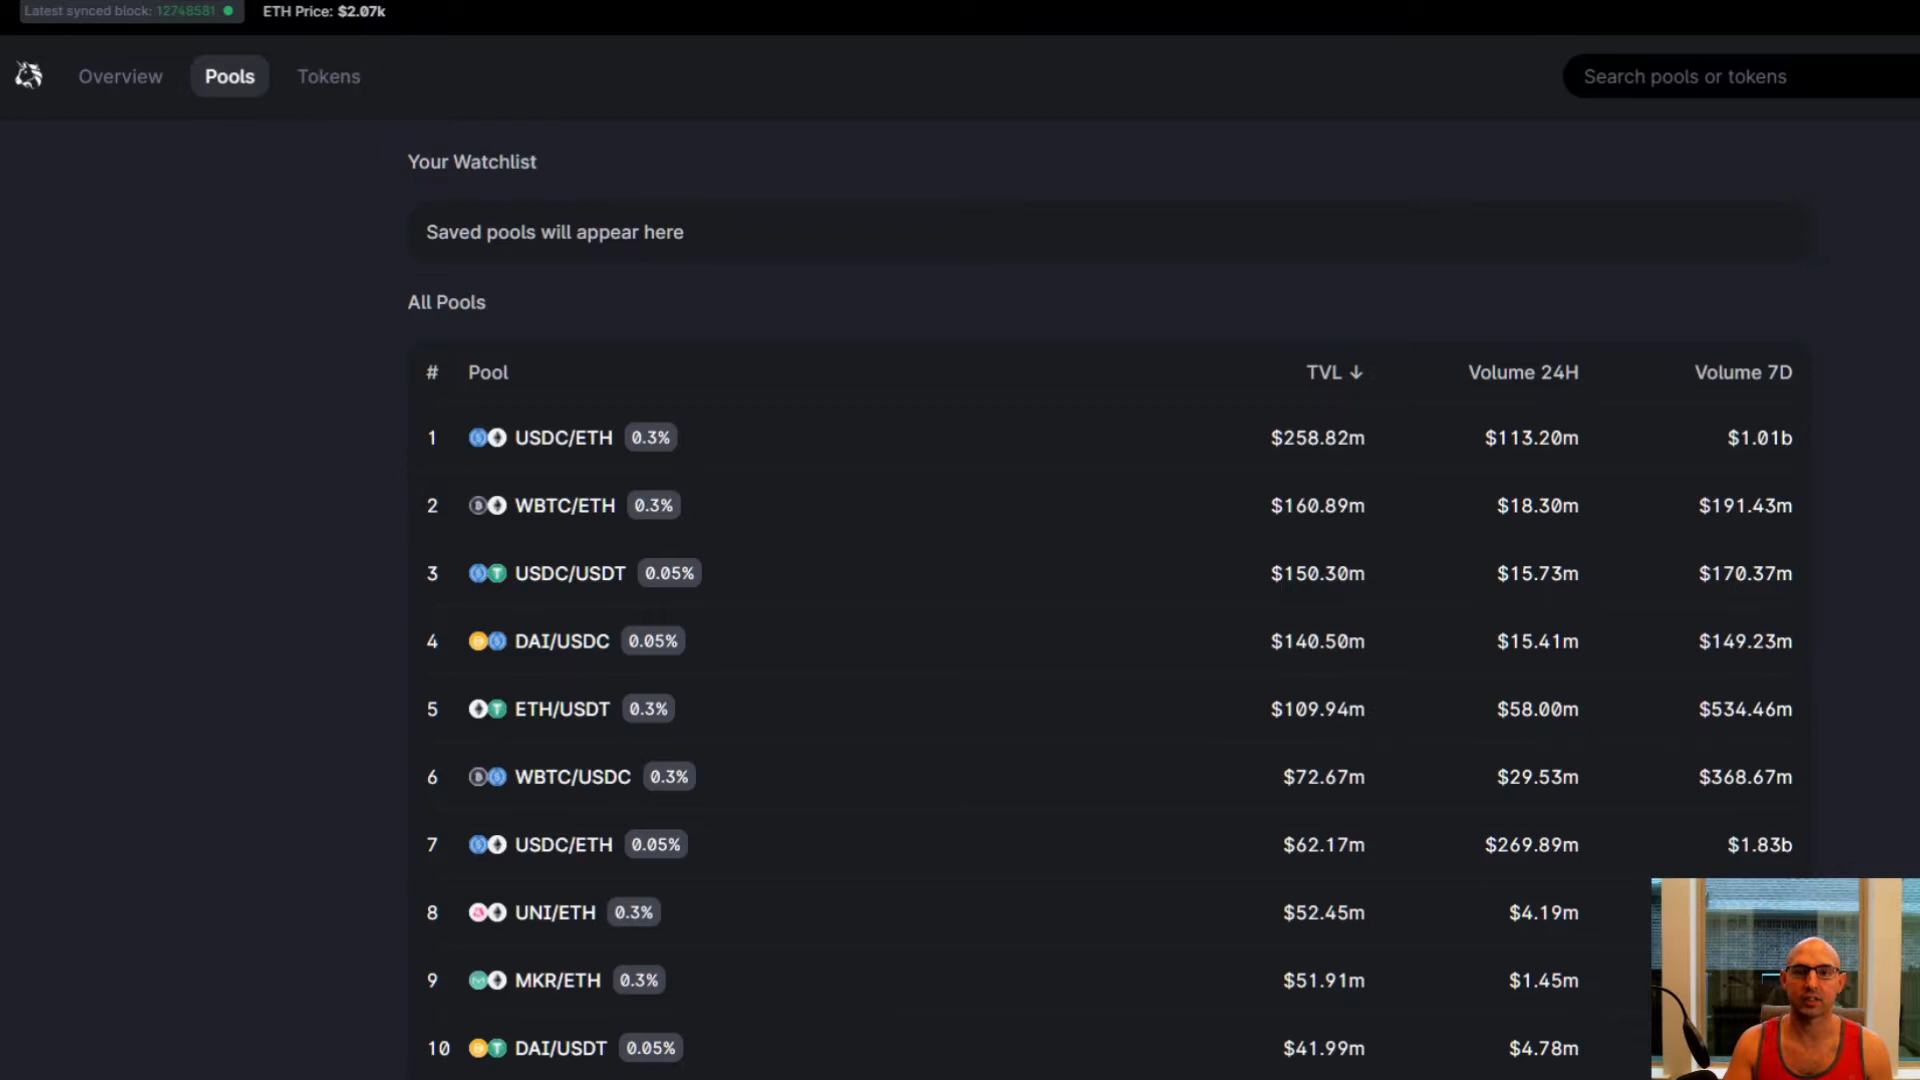 Latest synced block: 12748581 ETH Price: $2.07k
Overview Pools Tokens Search pools or tokens
Your Watchlist
Saved pools will appear here
All Pools
# Pool TVL ↓ Volume 24H Volume 7D
1 USDC/ETH 0.3% $258.82m $113.20m $1.01b
2 WBTC/ETH 0.3% $160.89m $18.30m $191.43m
3 USDC/USDT 0.05% $150.30m $15.73m $170.37m
4 DAI/USDC 0.05% $140.50m $15.41m $149.23m
5 ETH/USDT 0.3% $109.94m $58.00m $534.46m
6 WBTC/USDC 0.3% $72.67m $29.53m $368.67m
7 USDC/ETH 0.05% $62.17m $269.89m $1.83b
8 UNI/ETH 0.3% $52.45m $4.19m
9 MKR/ETH 0.3% $51.91m $1.45m
10 DAI/USDT 0.05% $41.99m $4.78m